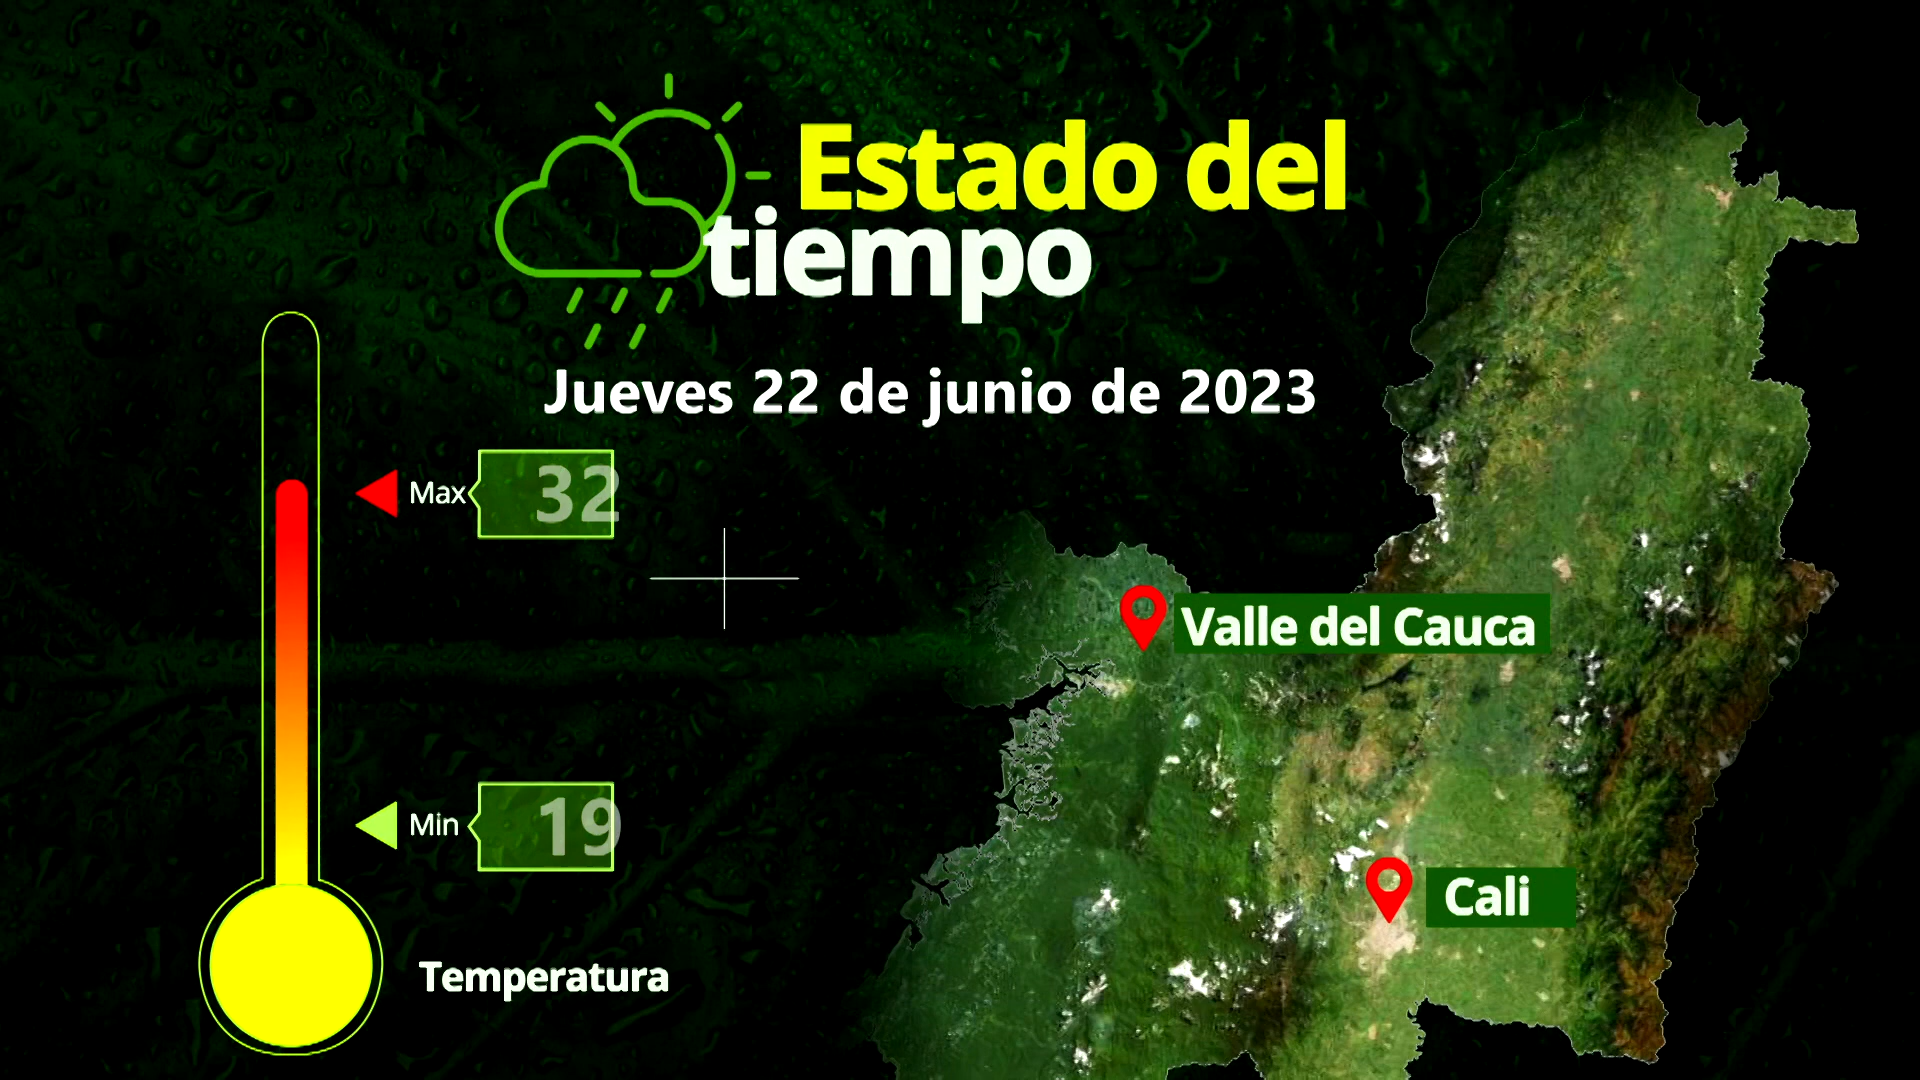 Estado del
tiempo
Jueves 22 de junio de 2023
Max 32
Min 19
Temperatura
Valle del Cauca
Cali